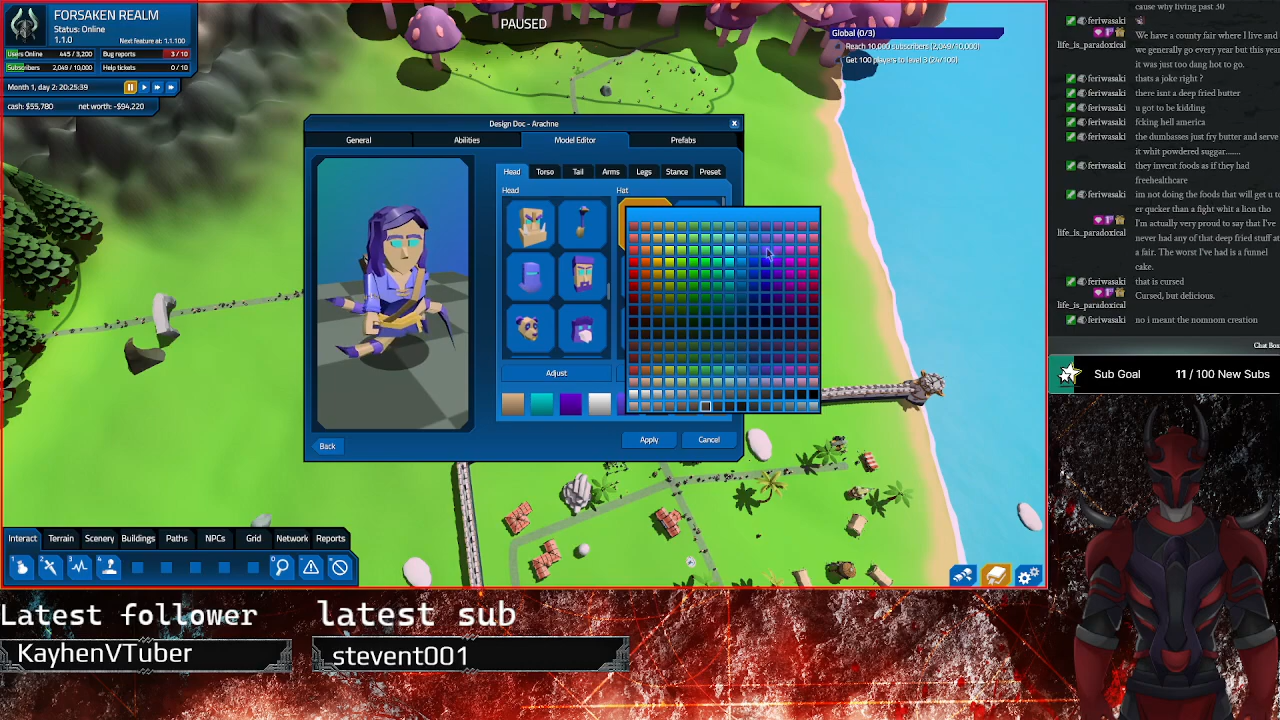 FORSAKEN REALM
Status: Online
1.1.0
Next feature at: 1.1.100
Users Online 445 / 3,200 Bug reports 3 / 10
Subscribers 2,049 / 10,000 Help tickets 0 / 10
Month 1, day 2: 20:25:39
cash: $55,780 net worth: -$94,220
PAUSED
Global (0/3)
Reach 10,000 subscribers (2,049/10,000)
Get 100 players to level 3 (24/100)
Design Doc - Arachne
X
General Abilities Model Editor Prefabs
Head Torso Tail Arms Legs Stance Preset
Head Hat
Adjust
Back Apply Cancel
Interact Terrain Scenery Buildings Paths NPCs Grid Network Reports
1 2 3 4 0 - =
cause why living past 30
feriwasaki
We have a county fair where I live and
life_is_paradoxical we generally go every year but this year
it was just too dang hot to go.
feriwasaki thats a joke right ?
feriwasaki there isnt a deep fried butter
feriwasaki u got to be kidding
feriwasaki fcking hell america
feriwasaki the dumbasses just fry butter and serve
it whit powdered suggar.......
feriwasaki they invent foods as if they had
freehealthcare
feriwasaki im not doing the foods that will get u to
er qucker than a fight whit a lion tho
I'm actually very proud to say that I've
life_is_paradoxical never had any of that deep fried stuff at
a fair. The worst I've had is a funnel
cake.
feriwasaki that is cursed
Cursed, but delicious.
life_is_paradoxical
feriwasaki no i meant the nomnom creation
Chat Box
Sub Goal 11 / 100 New Subs
Latest follower
KayhenVTuber
latest sub
stevent001